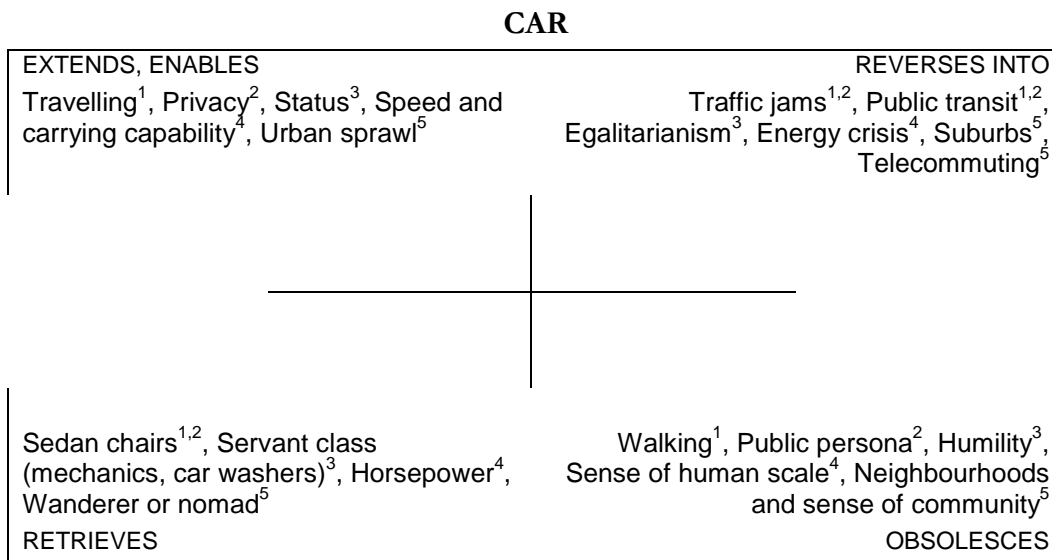 CAR
EXTENDS, ENABLES
Travelling¹, Privacy², Status³, Speed and
carrying capability⁴, Urban sprawl⁵
REVERSES INTO
Traffic jams¹,², Public transit¹,²,
Egalitarianism³, Energy crisis⁴, Suburbs⁵,
Telecommuting⁵
Sedan chairs¹,², Servant class
(mechanics, car washers)³, Horsepower⁴,
Wanderer or nomad⁵
RETRIEVES
Walking¹, Public persona², Humility³,
Sense of human scale⁴, Neighbourhoods
and sense of community⁵
OBSOLESCES